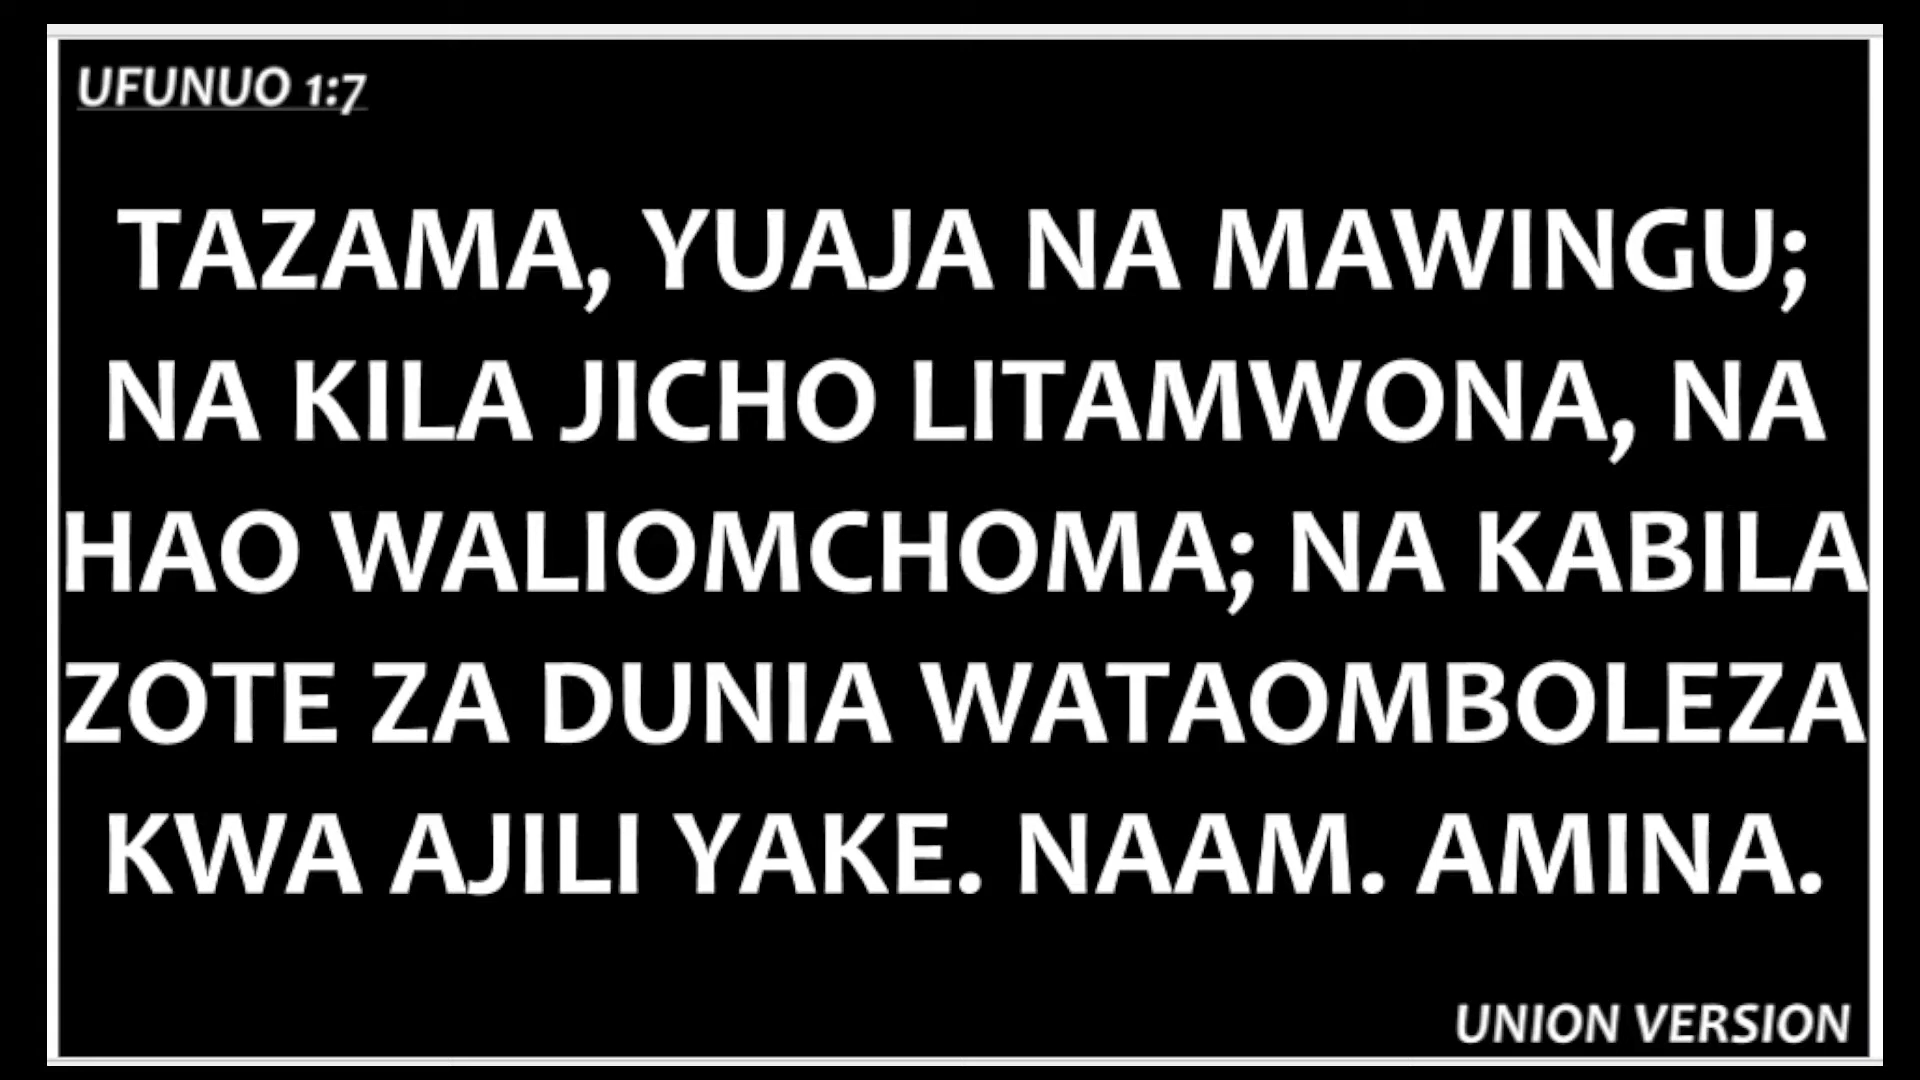 UFUNUO 1:7
TAZAMA, YUAJA NA MAWINGU;
NA KILA JICHO LITAMWONA, NA
HAO WALIOMCHOMA; NA KABILA
ZOTE ZA DUNIA WATAOMBOLEZA
KWA AJILI YAKE. NAAM. AMINA.
UNION VERSION